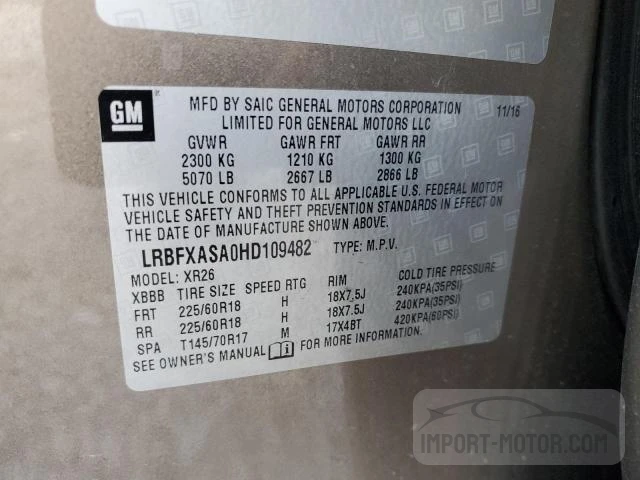 GM
MFD BY SAIC GENERAL MOTORS CORPORATION 11/16
LIMITED FOR GENERAL MOTORS LLC
GVWR GAWR FRT GAWR RR
2300 KG 1210 KG 1300 KG
5070 LB 2667 LB 2866 LB
THIS VEHICLE CONFORMS TO ALL APPLICABLE U.S. FEDERAL MOTOR
VEHICLE SAFETY AND THEFT PREVENTION STANDARDS IN EFFECT ON
THE DATE OF MANUFACTURE SHOWN ABOVE.
LRBFXASA0HD109482 TYPE: M.P.V.
MODEL: XR26
XBBB TIRE SIZE SPEED RTG RIM COLD TIRE PRESSURE
FRT 225/60R18 H 18X7.5J 240KPA(35PSI)
RR 225/60R18 H 18X7.5J 240KPA(35PSI)
SPA T145/70R17 M 17X4BT 420KPA(60PSI)
SEE OWNER'S MANUAL FOR MORE INFORMATION.
IMPORT-MOTOR.COM